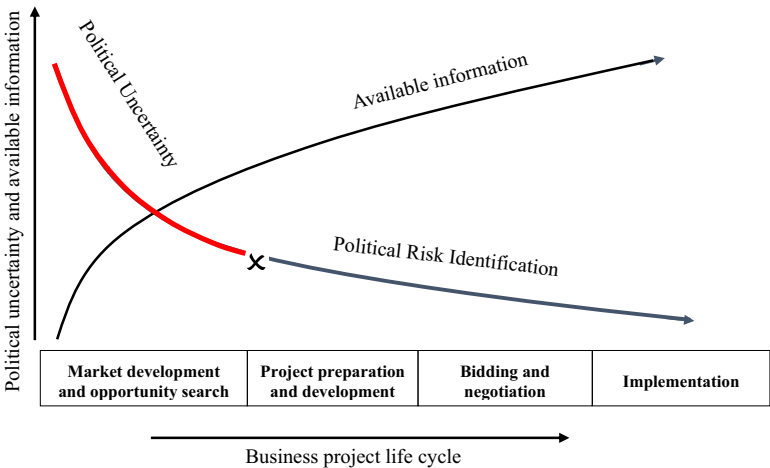 Political uncertainty and available information
Political Uncertainty
Available information
Political Risk Identification
x
Market development
and opportunity search
Project preparation
and development
Bidding and
negotiation
Implementation
Business project life cycle